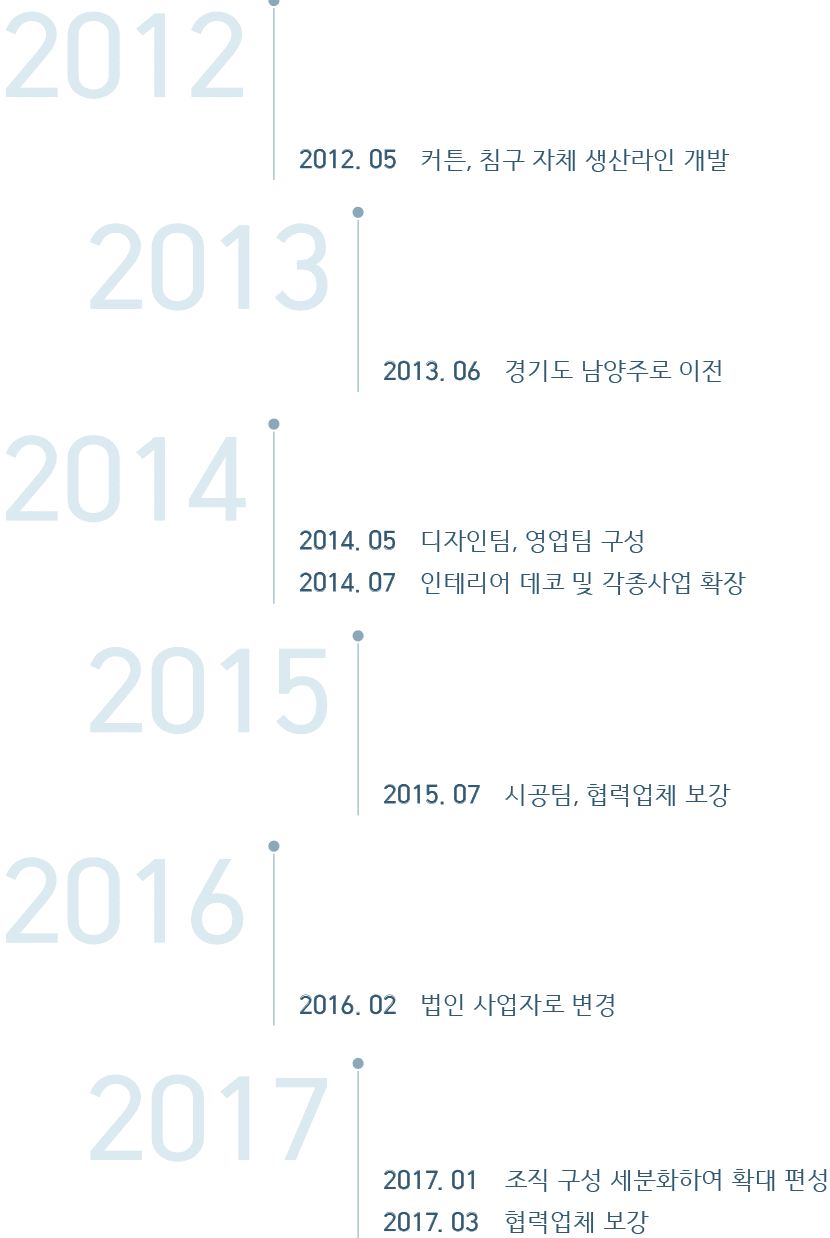 2012
2012. 05 커튼, 침구 자체 생산라인 개발
2013
2013. 06 경기도 남양주로 이전
2014
2014. 05 디자인팀, 영업팀 구성
2014. 07 인테리어 데코 및 각종사업 확장
2015
2015. 07 시공팀, 협력업체 보강
2016
2016. 02 법인 사업자로 변경
2017
2017. 01 조직 구성 세분화하여 확대 편성
2017. 03 협력업체 보강